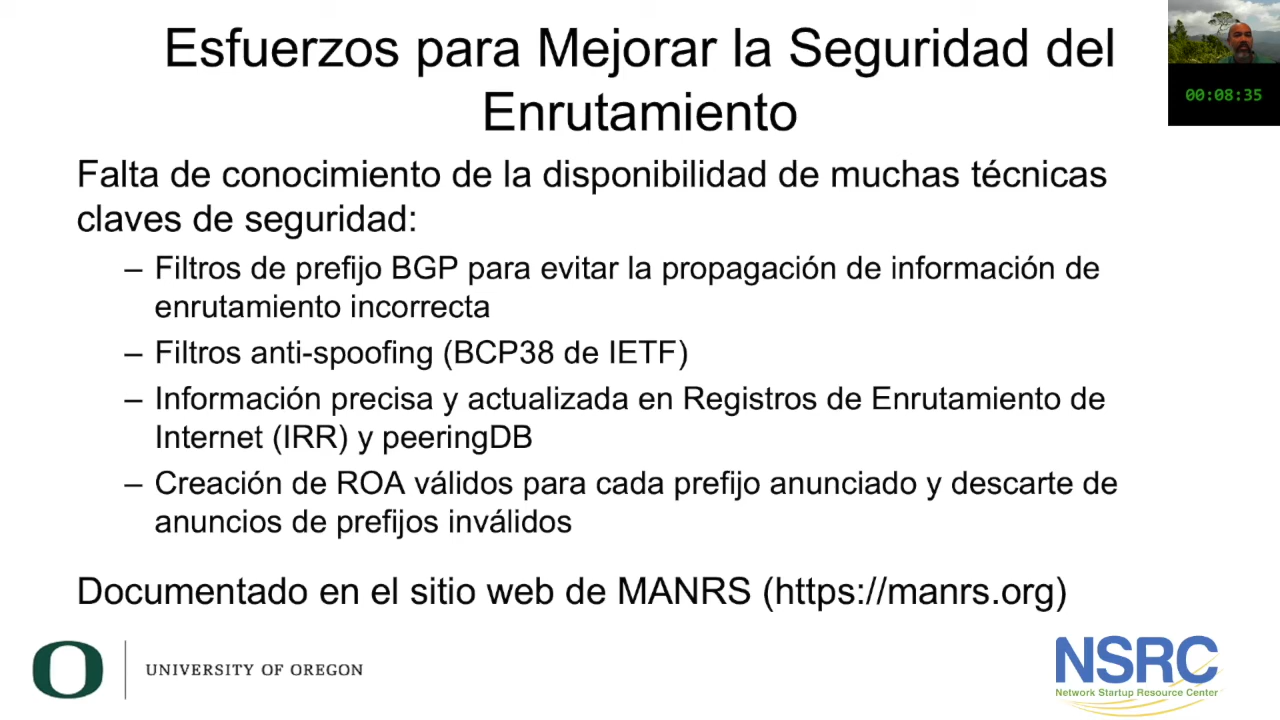 Esfuerzos para Mejorar la Seguridad del
Enrutamiento
00:08:35
Falta de conocimiento de la disponibilidad de muchas técnicas
claves de seguridad:
– Filtros de prefijo BGP para evitar la propagación de información de
enrutamiento incorrecta
– Filtros anti-spoofing (BCP38 de IETF)
– Información precisa y actualizada en Registros de Enrutamiento de
Internet (IRR) y peeringDB
– Creación de ROA válidos para cada prefijo anunciado y descarte de
anuncios de prefijos inválidos
Documentado en el sitio web de MANRS (https://manrs.org)
O UNIVERSITY OF OREGON
NSRC
Network Startup Resource Center